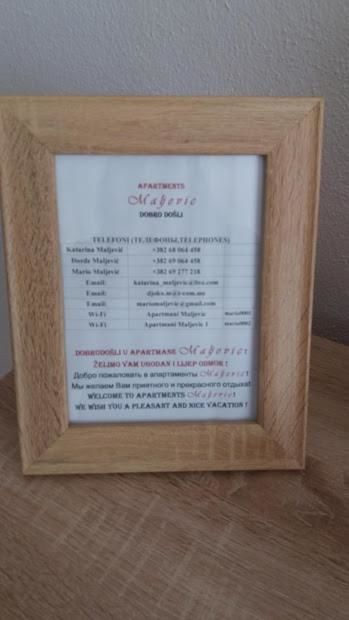 APARTMENTS
Maljevic
DOBRO DOŠLI
TELEFONI (ТЕЛЕФОНЫ,TELEPHONES)
Katarina Maljević +382 68 064 458
Đorđe Maljević +382 69 064 458
Mario Maljević +382 69 277 218
Email: katarina_maljevic@live.com
Email: djoko.m@t-com.me
Email: mariomaljevic@gmail.com
Wi-Fi Apartmani Maljevic mario0002
Wi-Fi Apartmani Maljevic 1 mario0002
DOBRODOŠLI U APARTMANE Maljevic!
ŽELIMO VAM UGODAN I LIJEP ODMOR !
Добро пожаловать в апартаменты Maljevic!
Мы желаем Вам приятного и прекрасного отдыха!
WELCOME TO APARTMENTS Maljevic!
WE WISH YOU A PLEASANT AND NICE VACATION !